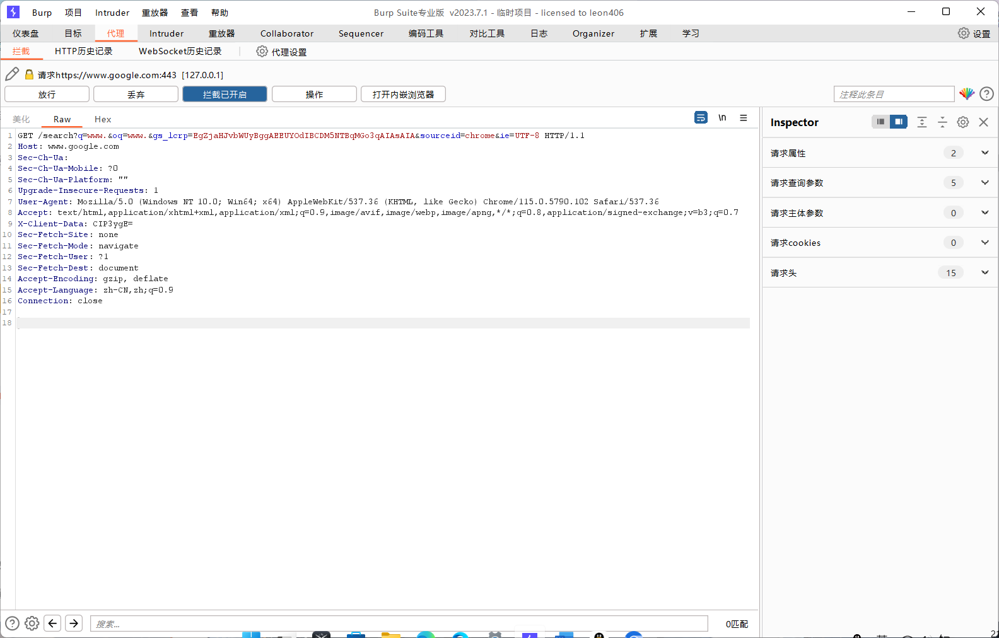 Burp 项目 Intruder 重放器 查看 帮助 Burp Suite专业版 v2023.7.1 - 临时项目 - licensed to leon406
仪表盘 目标 代理 Intruder 重放器 Collaborator Sequencer 编码工具 对比工具 日志 Organizer 扩展 学习 设置
拦截 HTTP历史记录 WebSocket历史记录 代理设置
请求https://www.google.com:443 [127.0.0.1]
放行 丢弃 拦截已开启 操作 打开内嵌浏览器 注释此条目
美化 Raw Hex \n
1 GET /search?q=www.&oq=www.&gs_lcrp=EgZjaHJvbWUyBggAEEUYOdIBCDM5NTBqMGo3qAIAsAIA&sourceid=chrome&ie=UTF-8 HTTP/1.1
2 Host: www.google.com
3 Sec-Ch-Ua:
4 Sec-Ch-Ua-Mobile: ?0
5 Sec-Ch-Ua-Platform: ""
6 Upgrade-Insecure-Requests: 1
7 User-Agent: Mozilla/5.0 (Windows NT 10.0; Win64; x64) AppleWebKit/537.36 (KHTML, like Gecko) Chrome/115.0.5790.102 Safari/537.36
8 Accept: text/html,application/xhtml+xml,application/xml;q=0.9,image/avif,image/webp,image/apng,*/*;q=0.8,application/signed-exchange;v=b3;q=0.7
9 X-Client-Data: CIP3ygE=
10 Sec-Fetch-Site: none
11 Sec-Fetch-Mode: navigate
12 Sec-Fetch-User: ?1
13 Sec-Fetch-Dest: document
14 Accept-Encoding: gzip, deflate
15 Accept-Language: zh-CN,zh;q=0.9
16 Connection: close
17
18
Inspector
请求属性 2
请求查询参数 5
请求主体参数 0
请求cookies 0
请求头 15
搜索... 0匹配